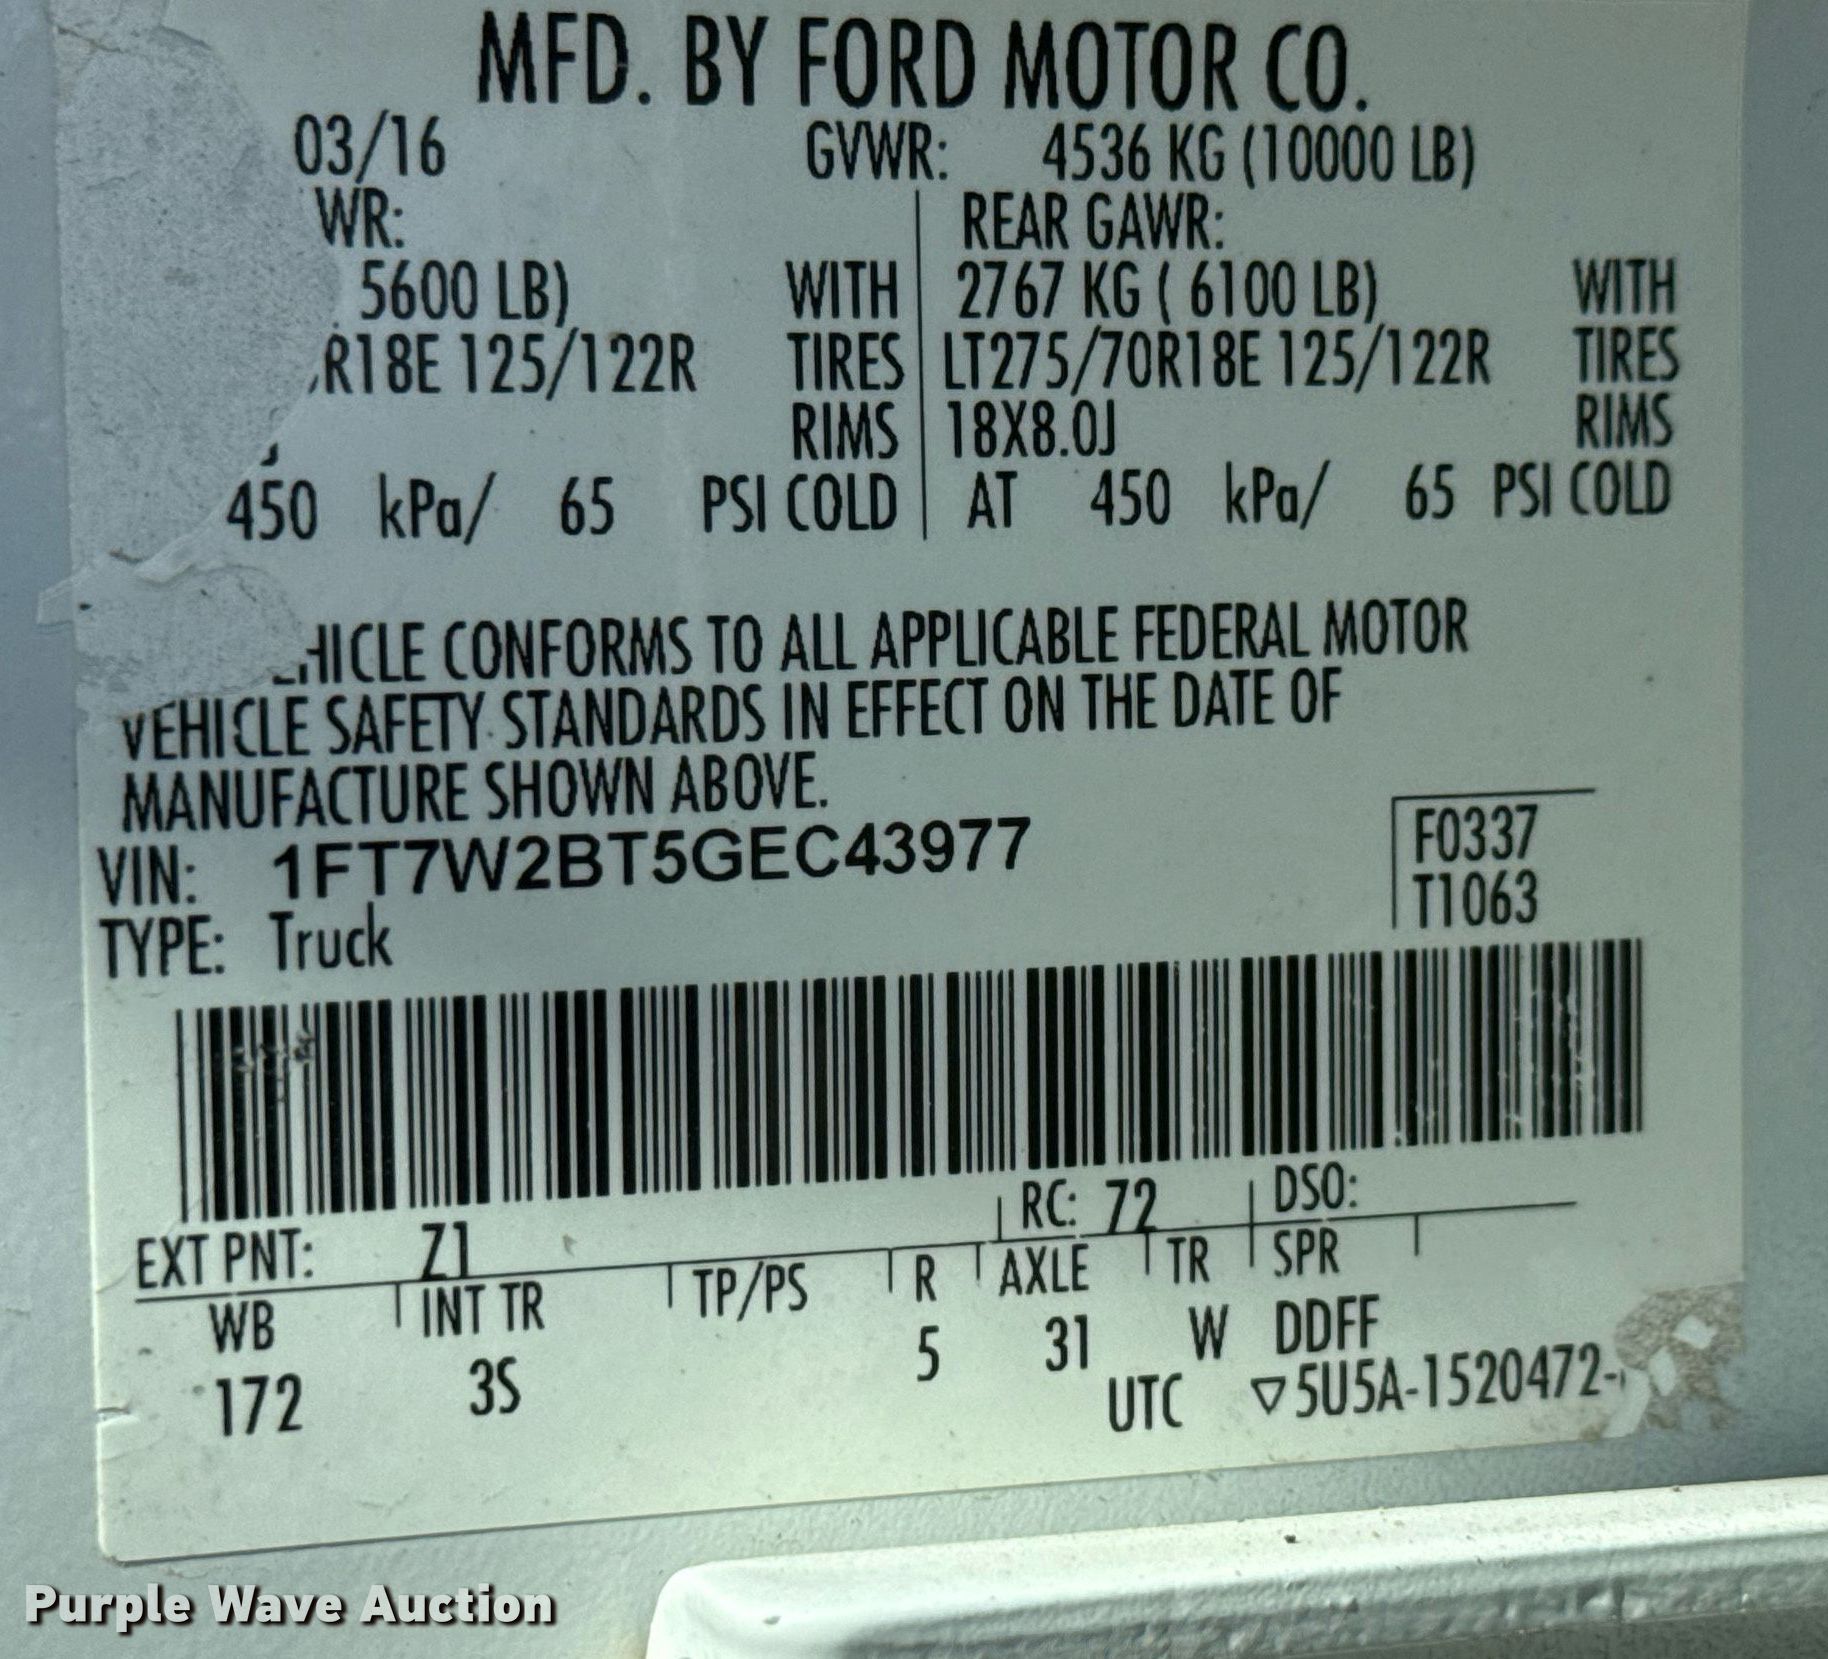 MFD. BY FORD MOTOR CO.
03/16 GVWR: 4536 KG (10000 LB)
WR: REAR GAWR:
5600 LB) WITH 2767 KG ( 6100 LB) WITH
R18E 125/122R TIRES LT275/70R18E 125/122R TIRES
RIMS 18X8.0J RIMS
450 kPa/ 65 PSI COLD AT 450 kPa/ 65 PSI COLD
HICLE CONFORMS TO ALL APPLICABLE FEDERAL MOTOR
VEHICLE SAFETY STANDARDS IN EFFECT ON THE DATE OF
MANUFACTURE SHOWN ABOVE.
VIN: 1FT7W2BT5GEC43977
F0337
T1063
TYPE: Truck
RC: 72 DSO:
EXT PNT: Z1
WB INT TR TP/PS R AXLE TR SPR
172 3S 5 31 W DDFF
UTC ▽5U5A-1520472-
Purple Wave Auction